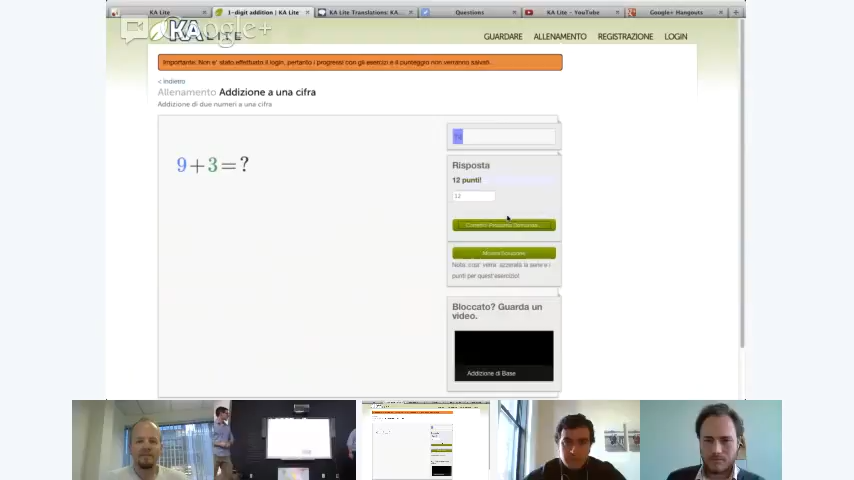 KA Lite
1-digit addition | KA Lite
KA Lite Translations: KA...
Questions
KA Lite - YouTube
Google+ Hangouts
Google+
KA LITE
GUARDARE ALLENAMENTO REGISTRAZIONE LOGIN
Importante: Non e' stato effettuato il login, pertanto i progressi con gli esercizi e il punteggio non verranno salvati.
< indietro
Allenamento Addizione a una cifra
Addizione di due numeri a una cifra
9+3=?
12
Risposta
12 punti!
12
Mostra Soluzione
Nota: cosi' verra' azzerata la serie e i
punti per quest'esercizio!
Bloccato? Guarda un
video.
Addizione di Base